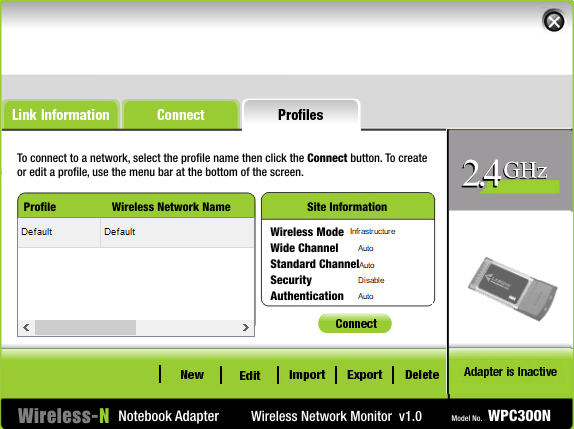 Link Information
Connect
Profiles
To connect to a network, select the profile name then click the Connect button. To create
or edit a profile, use the menu bar at the bottom of the screen.
2.4GHz
Profile Wireless Network Name
Default Default
Site Information
Wireless Mode Infrastructure
Wide Channel Auto
Standard Channel Auto
Security Disable
Authentication Auto
Connect
New
Edit
Import
Export
Delete
Adapter is Inactive
Wireless-N Notebook Adapter Wireless Network Monitor v1.0 Model No. WPC300N